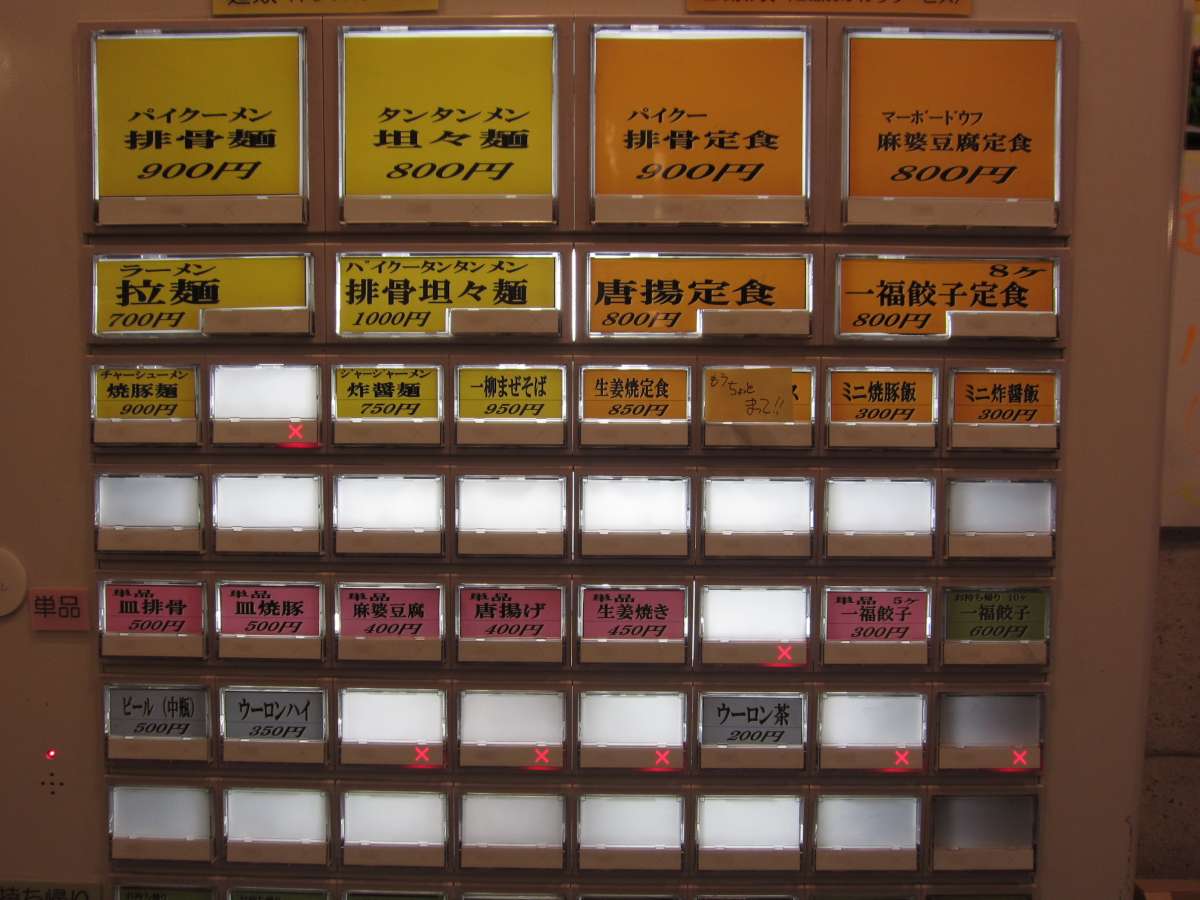 パイクーメン
排骨麺
900円
タンタンメン
坦々麺
800円
パイクー
排骨定食
900円
マーボードウフ
麻婆豆腐定食
800円
ラーメン
拉麺
700円
パイクータンタンメン
排骨坦々麺
1000円
唐揚定食
800円
8ヶ
一福餃子定食
800円
チャーシューメン
焼豚麺
900円
ジャージャーメン
炸醤麺
750円
一柳まぜそば
950円
生姜焼定食
850円
もうちょっと
まって!!
ス
ミニ焼豚飯
300円
ミニ炸醤飯
300円
単品
単品
皿排骨
500円
単品
皿焼豚
500円
単品
麻婆豆腐
400円
単品
唐揚げ
400円
単品
生姜焼き
450円
単品 5ヶ
一福餃子
300円
お持ち帰り 10ヶ
一福餃子
600円
ビール(中瓶)
500円
ウーロンハイ
350円
ウーロン茶
200円
持ち帰り